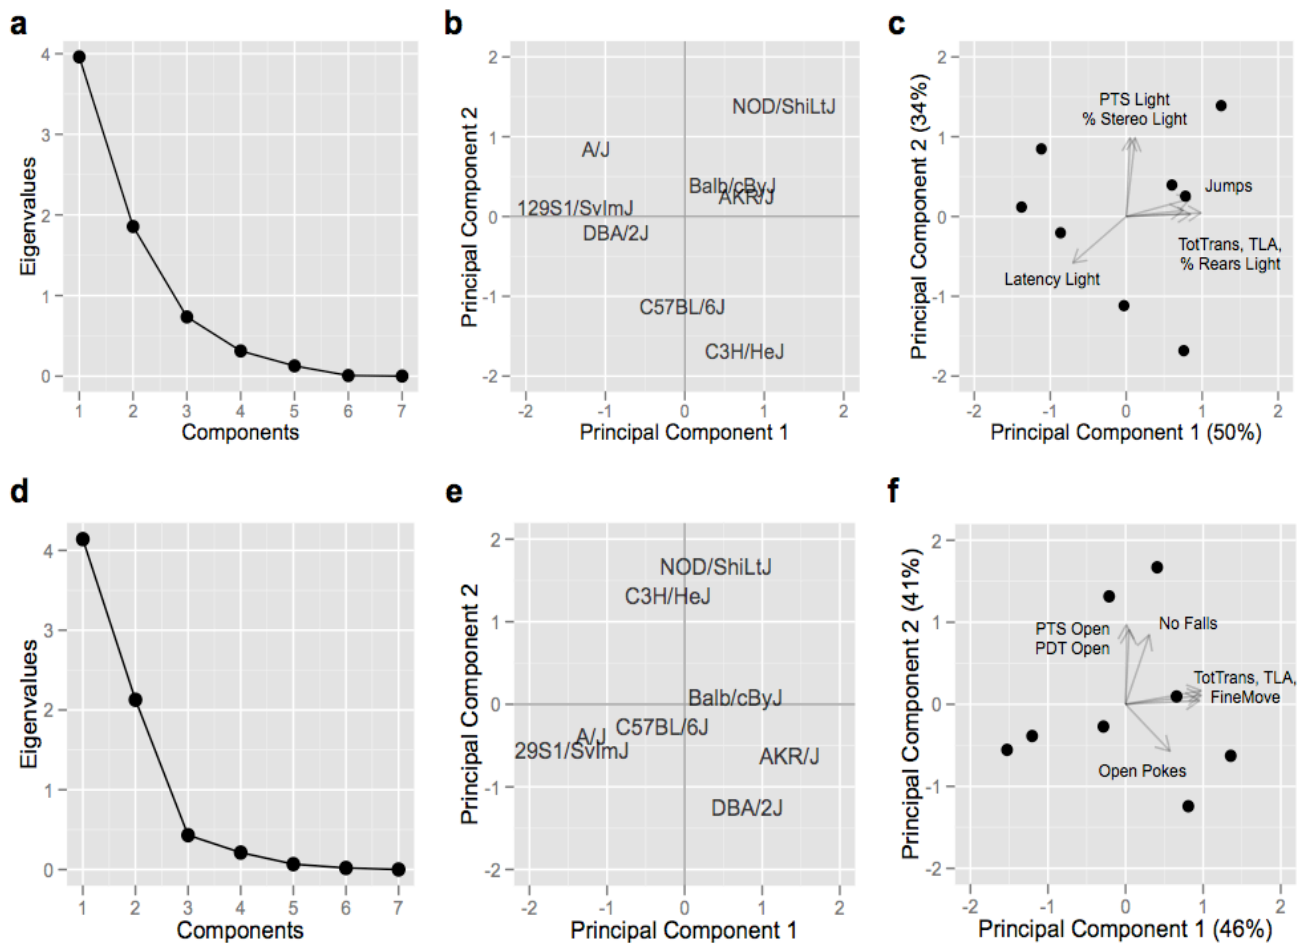 a
b
c
4
3
2
1
0
Eigenvalues
1 2 3 4 5 6 7
Components
2
1
0
-1
-2
Principal Component 2
NOD/ShiLtJ
A/J
Balb/cByJ
AKR/J
129S1/SvImJ
DBA/2J
C57BL/6J
C3H/HeJ
-2 -1 0 1 2
Principal Component 1
2
1
0
-1
-2
Principal Component 2 (34%)
PTS Light
% Stereo Light
Jumps
TotTrans, TLA,
% Rears Light
Latency Light
-2 -1 0 1 2
Principal Component 1 (50%)
d
e
f
4
3
2
1
0
Eigenvalues
1 2 3 4 5 6 7
Components
2
1
0
-1
-2
Principal Component 2
NOD/ShiLtJ
C3H/HeJ
Balb/cByJ
C57BL/6J
A/J
29S1/SvImJ
AKR/J
DBA/2J
-2 -1 0 1 2
Principal Component 1
2
1
0
-1
-2
Principal Component 2 (41%)
PTS Open
PDT Open
No Falls
TotTrans, TLA,
FineMove
Open Pokes
-2 -1 0 1 2
Principal Component 1 (46%)